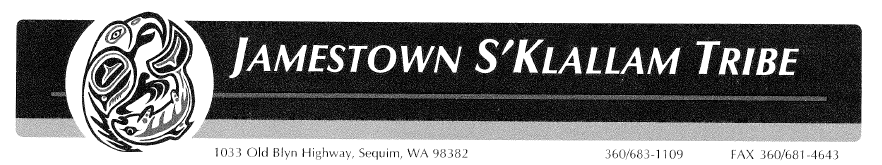 JAMESTOWN S'KLALLAM TRIBE
1033 Old Blyn Highway, Sequim, WA 98382 360/683-1109 FAX 360/681-4643